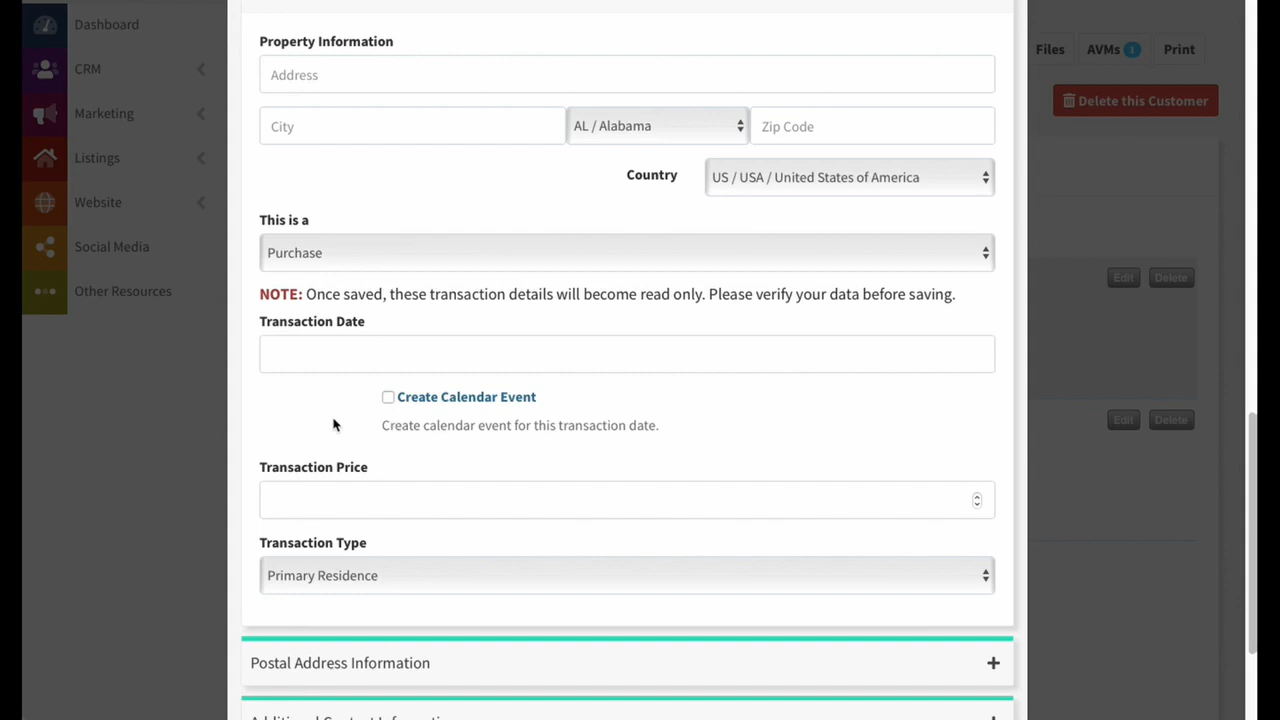 Dashboard
CRM
Marketing
Listings
Website
Social Media
Other Resources
Files
AVMs 1
Print
Delete this Customer
Edit
Delete
Edit
Delete
Property Information
Address
City
AL / Alabama
Zip Code
Country
US / USA / United States of America
This is a
Purchase
NOTE: Once saved, these transaction details will become read only. Please verify your data before saving.
Transaction Date
Create Calendar Event
Create calendar event for this transaction date.
Transaction Price
Transaction Type
Primary Residence
Postal Address Information
Additional Contact Information